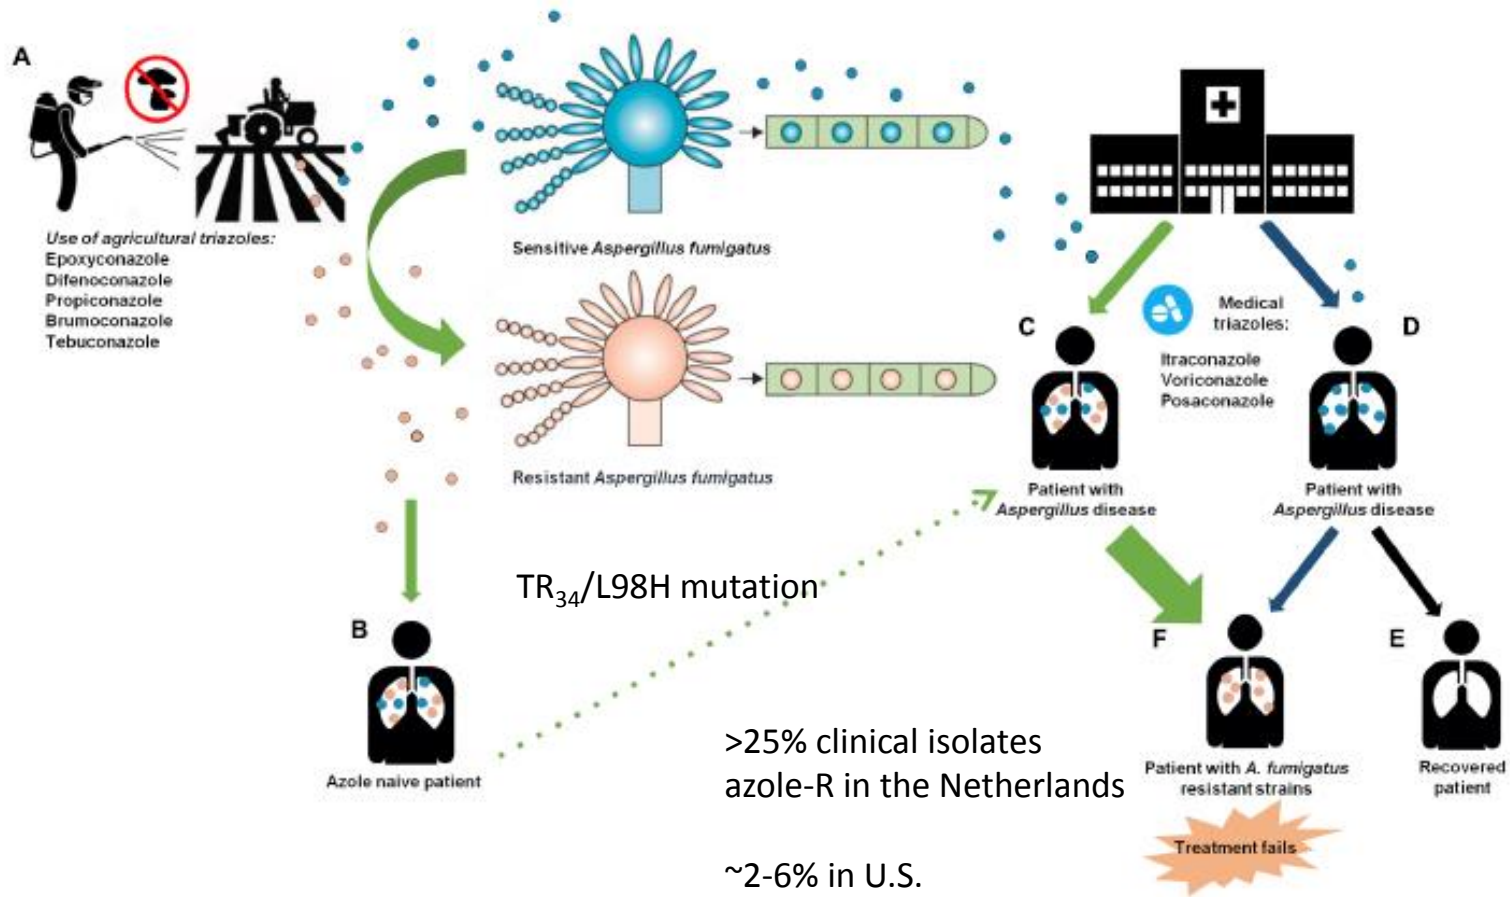 A
Use of agricultural triazoles:
Epoxyconazole
Difenoconazole
Propiconazole
Brumoconazole
Tebuconazole
Sensitive Aspergillus fumigatus
Resistant Aspergillus fumigatus
C
Medical
triazoles:
Itraconazole
Voriconazole
Posaconazole
D
Patient with
Aspergillus disease
Patient with
Aspergillus disease
TR34/L98H mutation
B
Azole naive patient
>25% clinical isolates
azole-R in the Netherlands
~2-6% in U.S.
F
Patient with A. fumigatus
resistant strains
Treatment fails
E
Recovered
patient